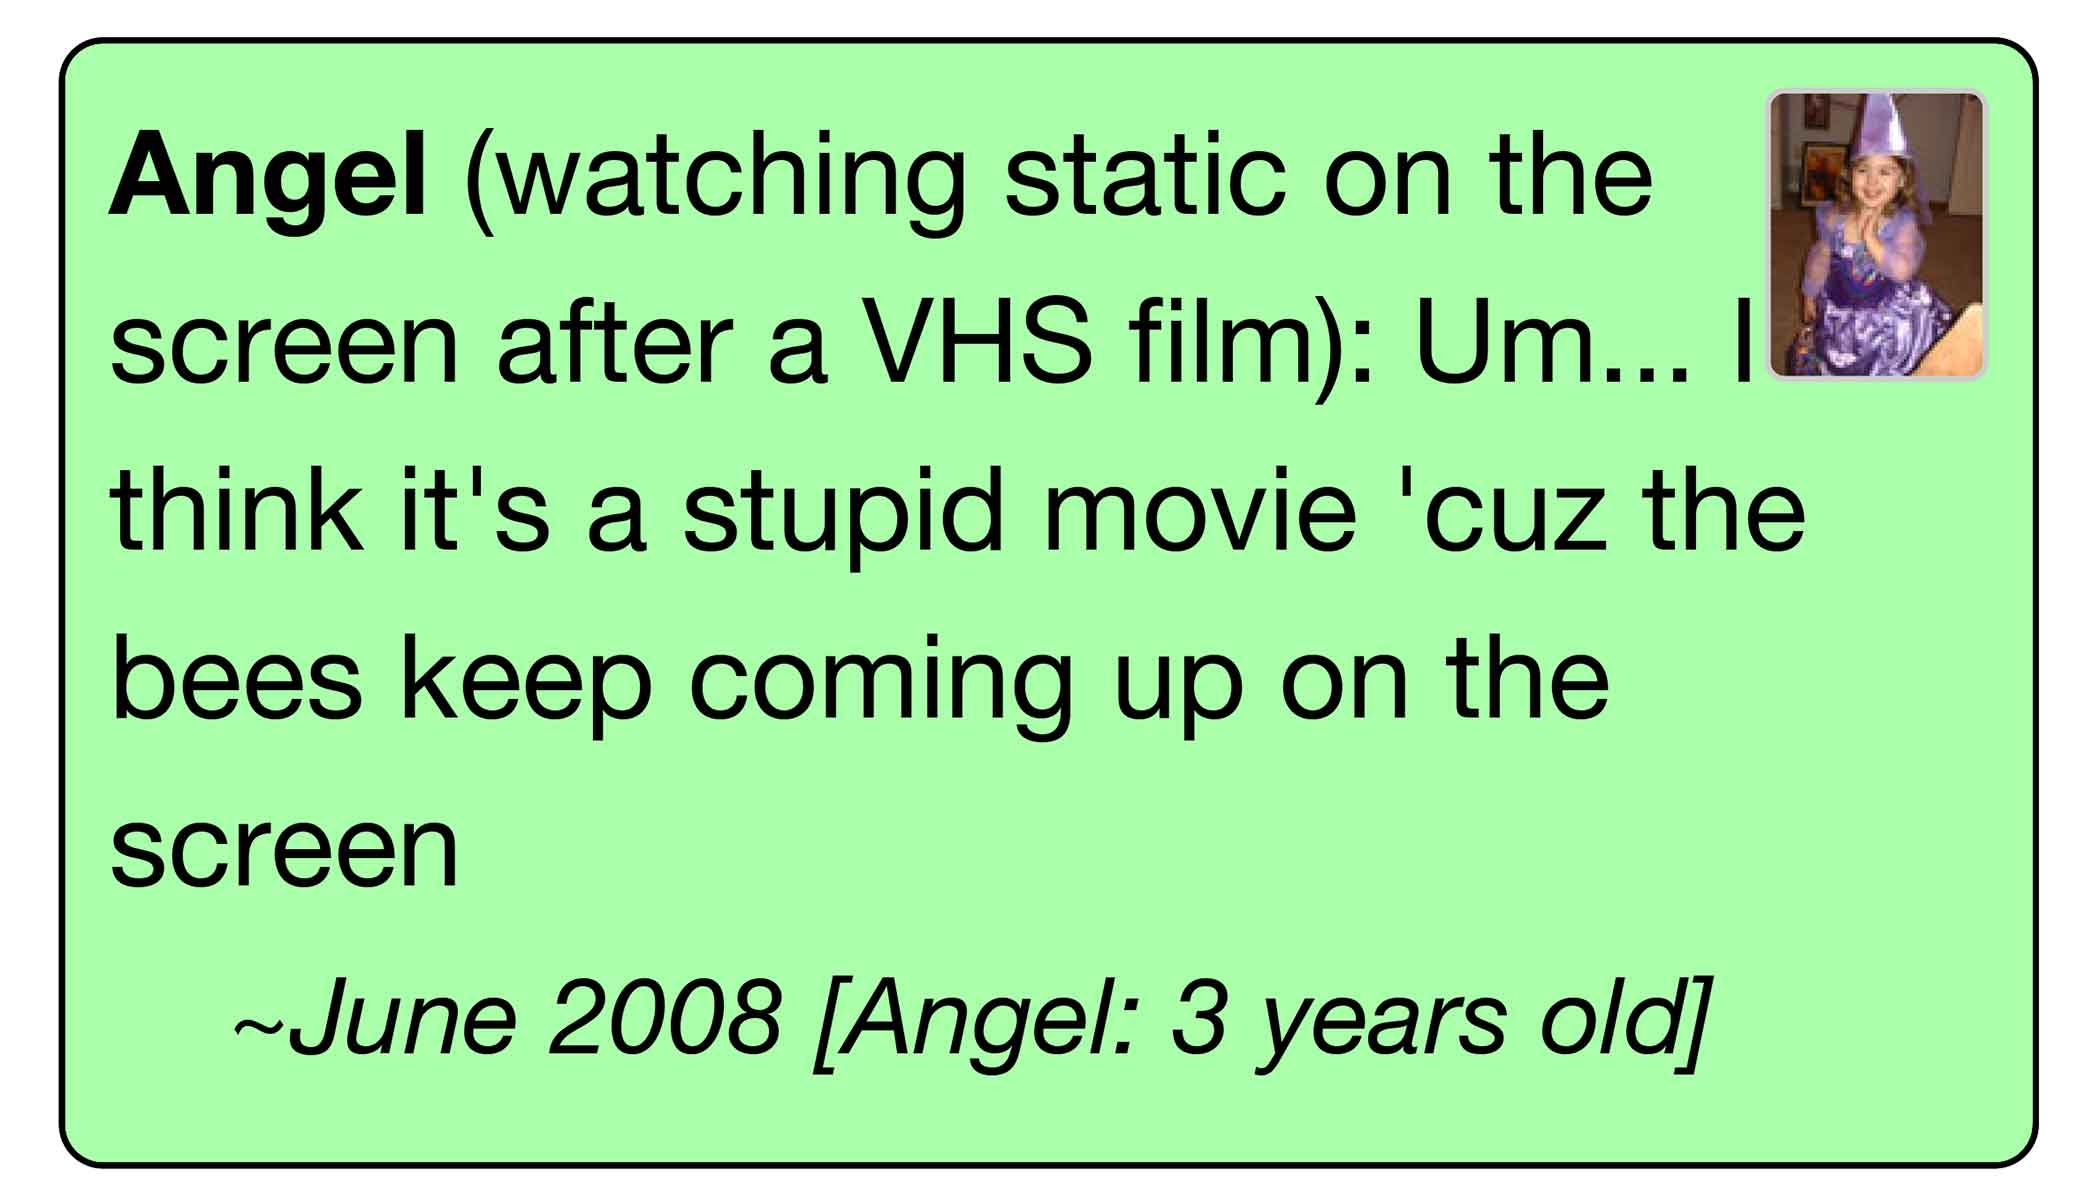 Angel (watching static on the
screen after a VHS film): Um... I
think it's a stupid movie 'cuz the
bees keep coming up on the
screen
~June 2008 [Angel: 3 years old]